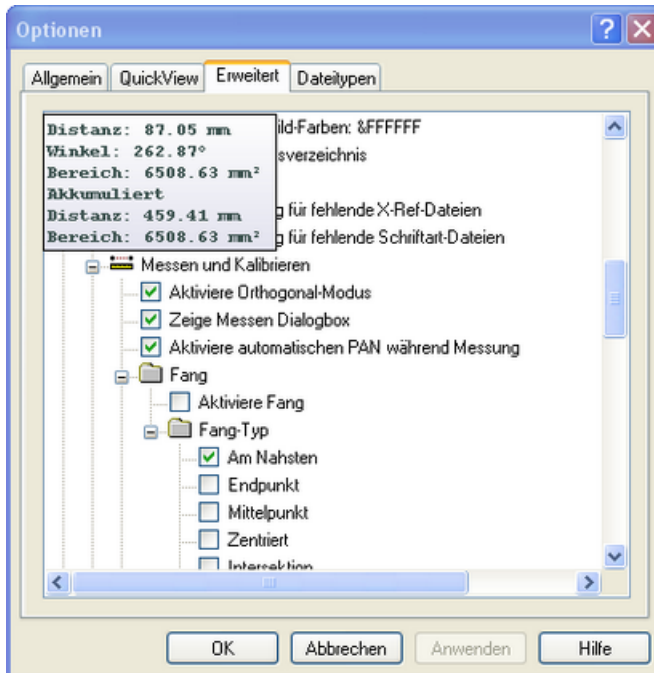 Optionen
Allgemein QuickView Erweitert Dateitypen
Distanz: 87.05 mm
Winkel: 262.87°
Bereich: 6508.63 mm²
Akkumuliert
Distanz: 459.41 mm
Bereich: 6508.63 mm²
ild-Farben: &FFFFFF
sverzeichnis
g für fehlende X-Ref-Dateien
g für fehlende Schriftart-Dateien
Messen und Kalibrieren
Aktiviere Orthogonal-Modus
Zeige Messen Dialogbox
Aktiviere automatischen PAN während Messung
Fang
Aktiviere Fang
Fang-Typ
Am Nahsten
Endpunkt
Mittelpunkt
Zentriert
Intersektion
OK Abbrechen Anwenden Hilfe